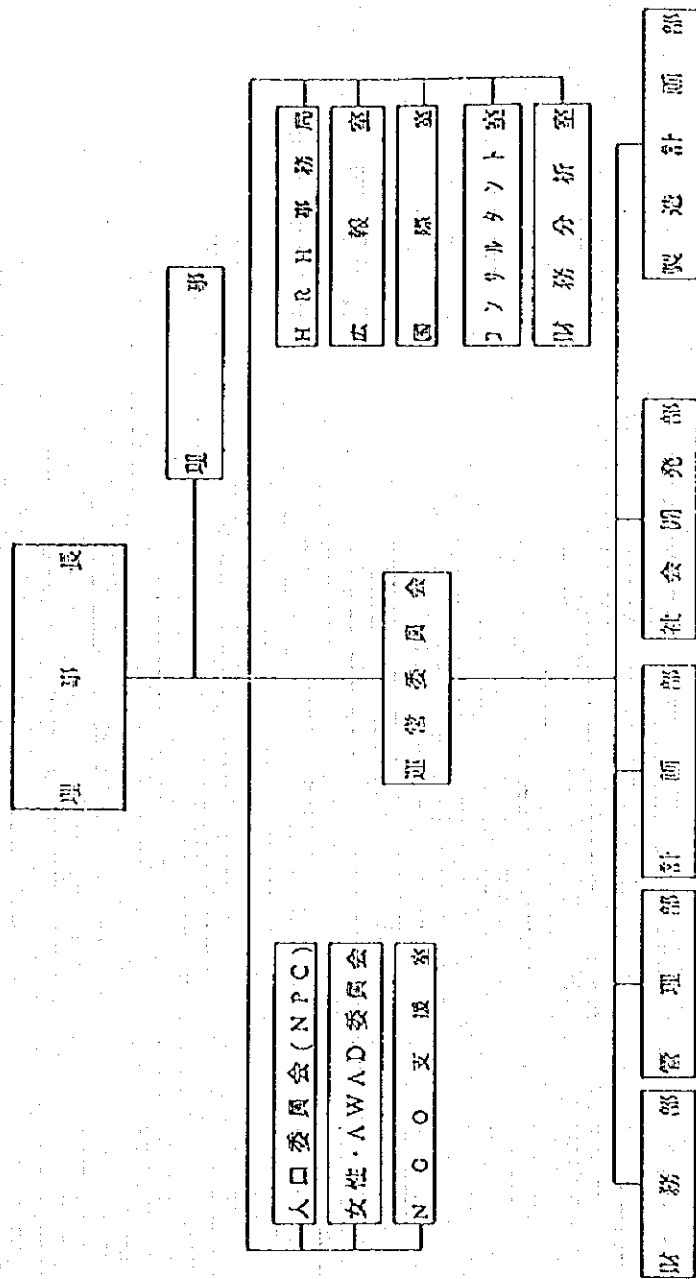 理事長
理事
人口委員会(NPC)
女性・AWAD委員会
NGO支援室
運営委員会
HRH事務局
広報室
国際室
コンサルタント室
財務分析室
財務部
管理部
計画部
社会開発部
製造計画部